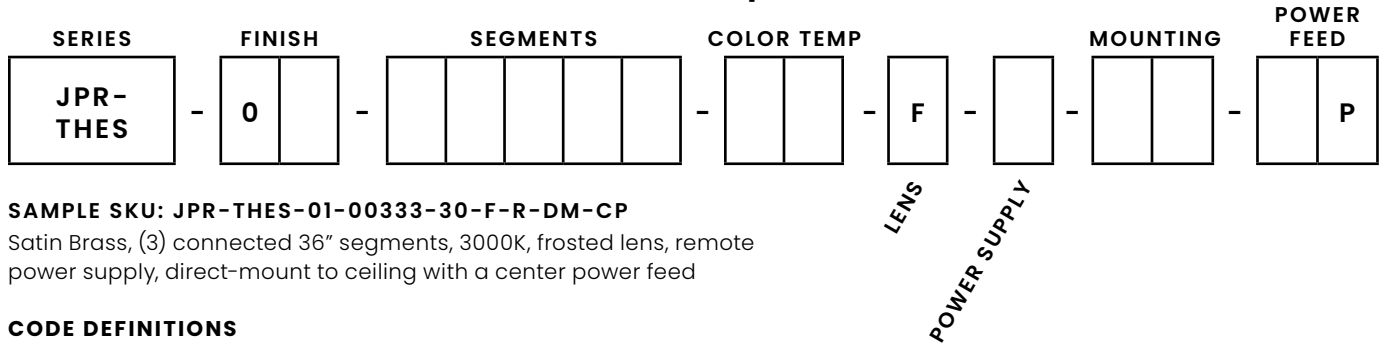 SERIES FINISH SEGMENTS COLOR TEMP MOUNTING POWER FEED
JPR-THES - 0 - - - F - - - P
LENS
POWER SUPPLY
SAMPLE SKU: JPR-THES-01-00333-30-F-R-DM-CP
Satin Brass, (3) connected 36” segments, 3000K, frosted lens, remote
power supply, direct-mount to ceiling with a center power feed
CODE DEFINITIONS